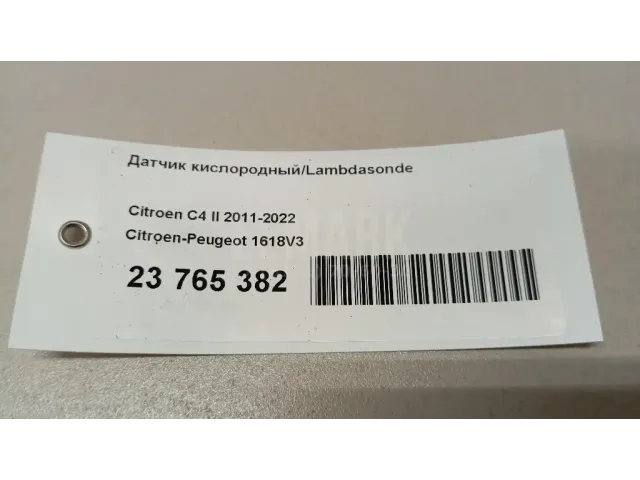 Датчик кислородный/Lambdasonde
Citroen C4 II 2011-2022
Citroen-Peugeot 1618V3
23 765 382